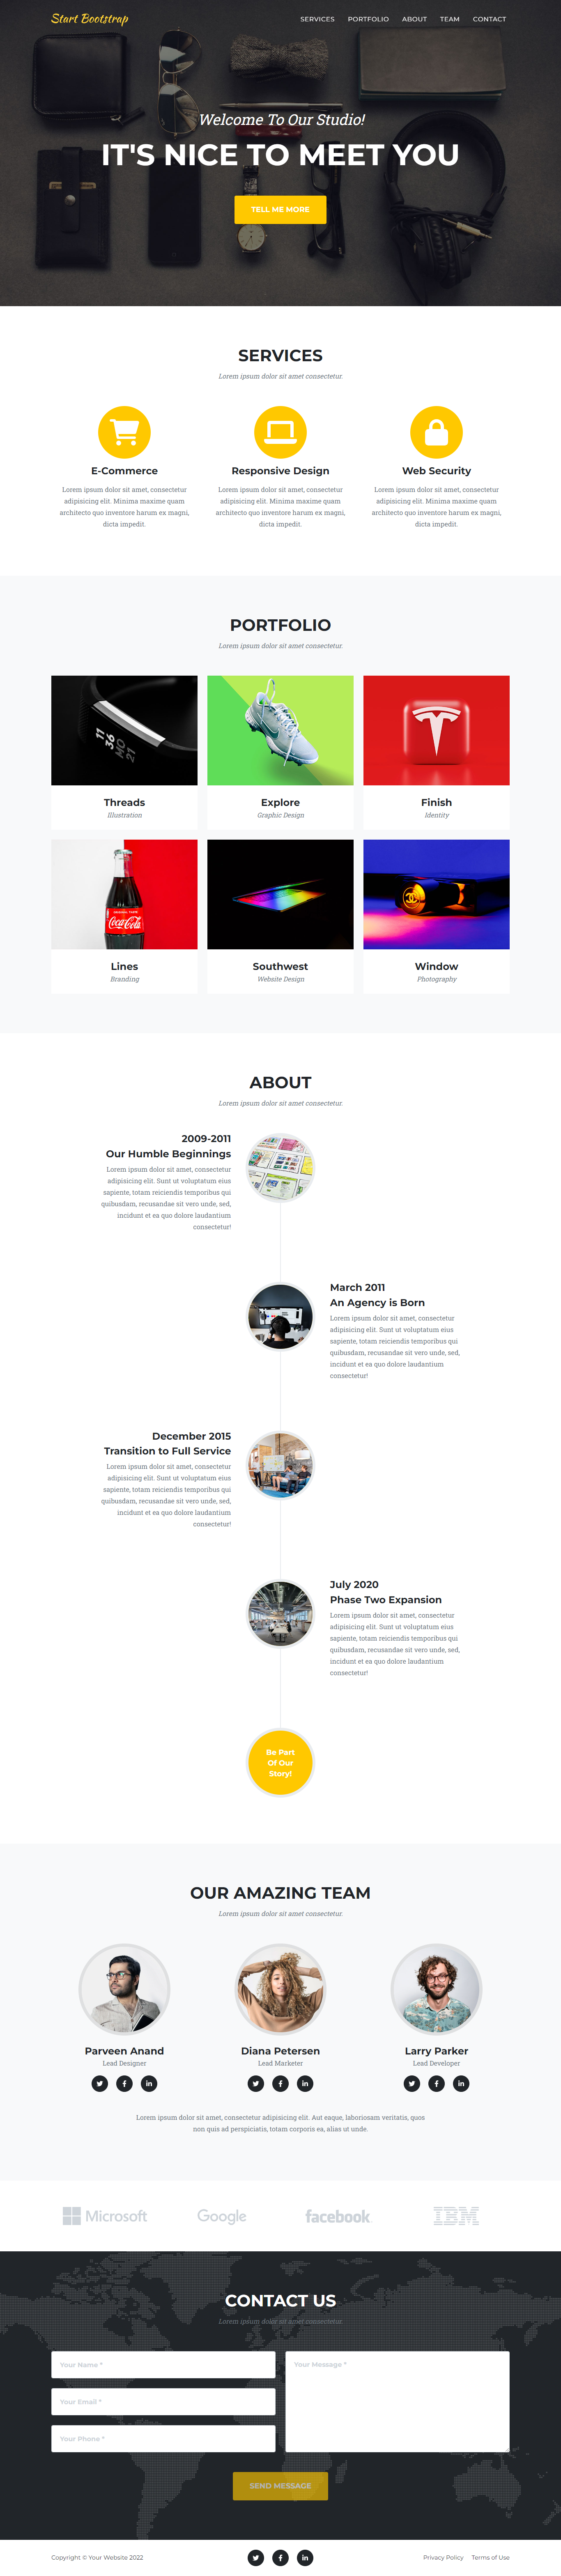 Start Bootstrap
SERVICES PORTFOLIO ABOUT TEAM CONTACT
Welcome To Our Studio!
IT'S NICE TO MEET YOU
TELL ME MORE
SERVICES
Lorem ipsum dolor sit amet consectetur.
E-Commerce
Lorem ipsum dolor sit amet, consectetur
adipisicing elit. Minima maxime quam
architecto quo inventore harum ex magni,
dicta impedit.
Responsive Design
Lorem ipsum dolor sit amet, consectetur
adipisicing elit. Minima maxime quam
architecto quo inventore harum ex magni,
dicta impedit.
Web Security
Lorem ipsum dolor sit amet, consectetur
adipisicing elit. Minima maxime quam
architecto quo inventore harum ex magni,
dicta impedit.
PORTFOLIO
Lorem ipsum dolor sit amet consectetur.
11
36
MO
21
Threads
Illustration
Explore
Graphic Design
Finish
Identity
ORIGINAL TASTE
Coca-Cola
Lines
Branding
Southwest
Website Design
Window
Photography
ABOUT
Lorem ipsum dolor sit amet consectetur.
2009-2011
Our Humble Beginnings
Lorem ipsum dolor sit amet, consectetur
adipisicing elit. Sunt ut voluptatum eius
sapiente, totam reiciendis temporibus qui
quibusdam, recusandae sit vero unde, sed,
incidunt et ea quo dolore laudantium
consectetur!
March 2011
An Agency is Born
Lorem ipsum dolor sit amet, consectetur
adipisicing elit. Sunt ut voluptatum eius
sapiente, totam reiciendis temporibus qui
quibusdam, recusandae sit vero unde, sed,
incidunt et ea quo dolore laudantium
consectetur!
December 2015
Transition to Full Service
Lorem ipsum dolor sit amet, consectetur
adipisicing elit. Sunt ut voluptatum eius
sapiente, totam reiciendis temporibus qui
quibusdam, recusandae sit vero unde, sed,
incidunt et ea quo dolore laudantium
consectetur!
July 2020
Phase Two Expansion
Lorem ipsum dolor sit amet, consectetur
adipisicing elit. Sunt ut voluptatum eius
sapiente, totam reiciendis temporibus qui
quibusdam, recusandae sit vero unde, sed,
incidunt et ea quo dolore laudantium
consectetur!
Be Part
Of Our
Story!
OUR AMAZING TEAM
Lorem ipsum dolor sit amet consectetur.
Parveen Anand
Lead Designer
Diana Petersen
Lead Marketer
Larry Parker
Lead Developer
Lorem ipsum dolor sit amet, consectetur adipisicing elit. Aut eaque, laboriosam veritatis, quos
non quis ad perspiciatis, totam corporis ea, alias ut unde.
Microsoft Google facebook IBM
CONTACT US
Lorem ipsum dolor sit amet consectetur.
Your Name *
Your Email *
Your Phone *
Your Message *
SEND MESSAGE
Copyright © Your Website 2022
Privacy Policy Terms of Use